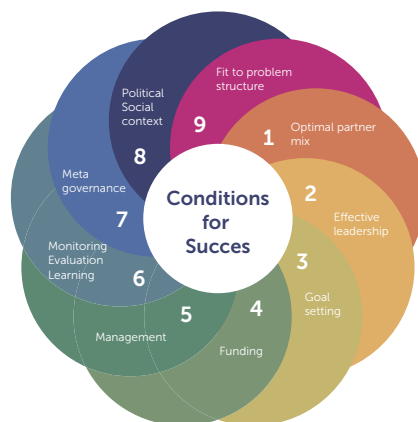 Conditions
for
Succes
1
Optimal partner
mix
2
Effective
leadership
3
Goal
setting
4
Funding
5
Management
6
Monitoring
Evaluation
Learning
7
Meta
governance
8
Political
Social
context
9
Fit to problem
structure